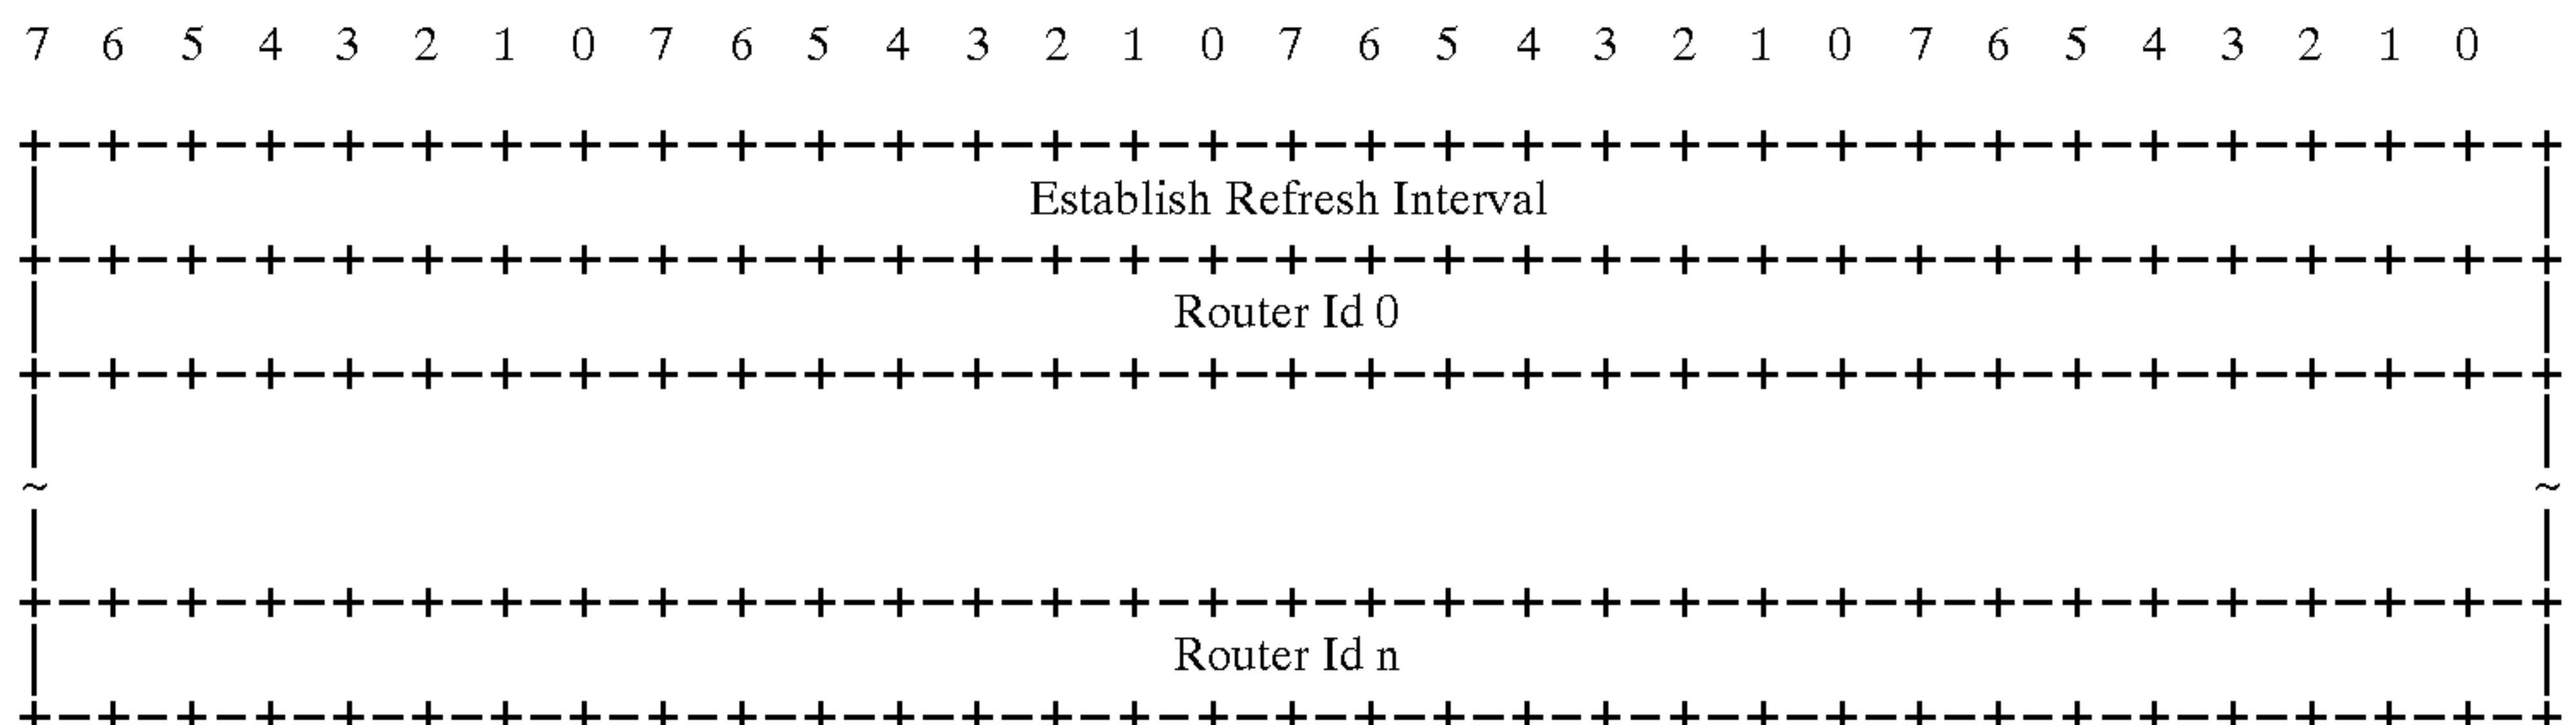 7 6 5 4 3 2 1 0 7 6 5 4 3 2 1 0 7 6 5 4 3 2 1 0 7 6 5 4 3 2 1 0
+-+-+-+-+-+-+-+-+-+-+-+-+-+-+-+-+-+-+-+-+-+-+-+-+-+-+-+-+-+-+-+-+
| Establish Refresh Interval |
+-+-+-+-+-+-+-+-+-+-+-+-+-+-+-+-+-+-+-+-+-+-+-+-+-+-+-+-+-+-+-+-+
| Router Id 0 |
+-+-+-+-+-+-+-+-+-+-+-+-+-+-+-+-+-+-+-+-+-+-+-+-+-+-+-+-+-+-+-+-+
| |
~ ~
| |
+-+-+-+-+-+-+-+-+-+-+-+-+-+-+-+-+-+-+-+-+-+-+-+-+-+-+-+-+-+-+-+-+
| Router Id n |
+-+-+-+-+-+-+-+-+-+-+-+-+-+-+-+-+-+-+-+-+-+-+-+-+-+-+-+-+-+-+-+-+